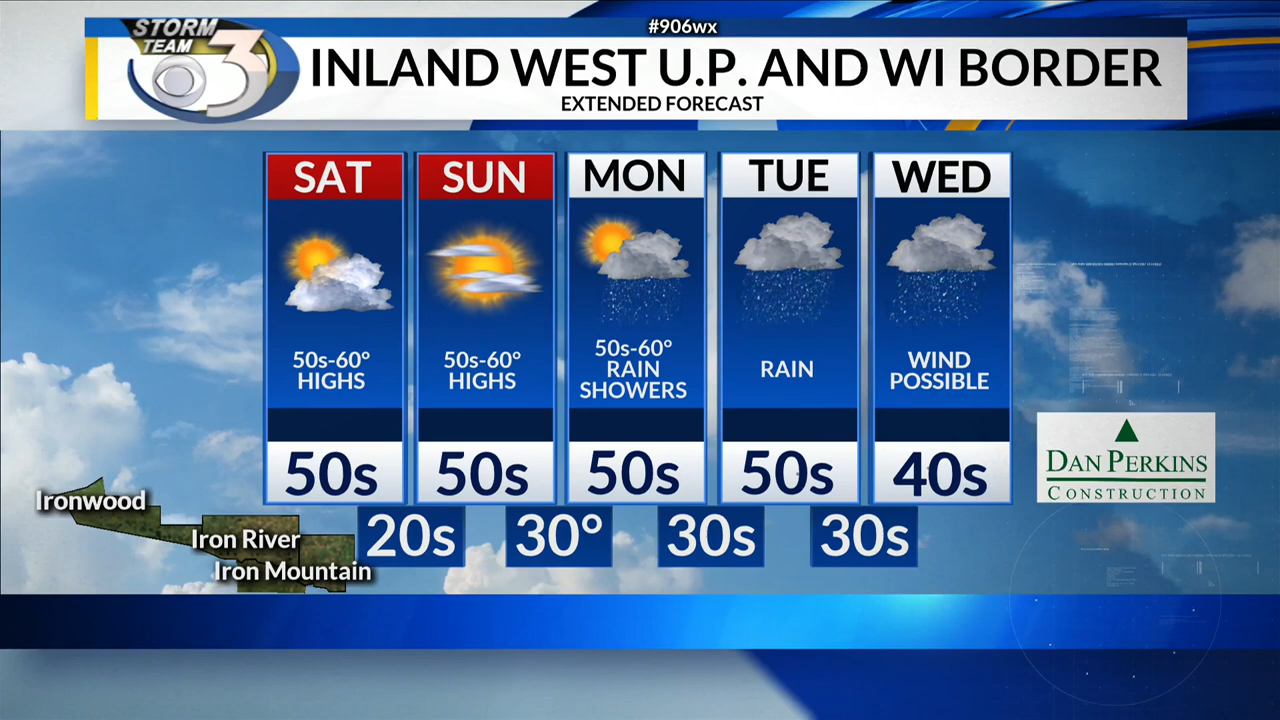 #906wx
STORM
TEAM
3
INLAND WEST U.P. AND WI BORDER
EXTENDED FORECAST
SAT
SUN
MON
TUE
WED
50s-60°
HIGHS
50s-60°
HIGHS
50s-60°
RAIN
SHOWERS
RAIN
WIND
POSSIBLE
50s
50s
50s
50s
40s
20s
30°
30s
30s
Ironwood
Iron River
Iron Mountain
DAN PERKINS
CONSTRUCTION